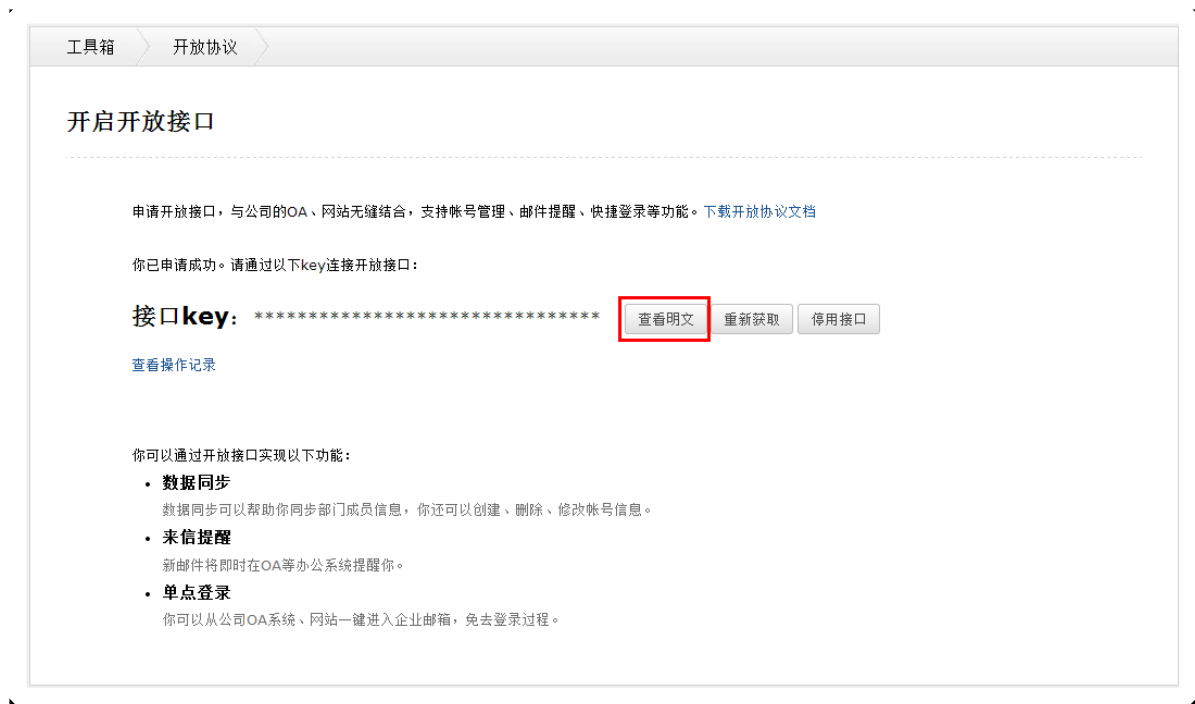 工具箱 开放协议
开启开放接口
申请开放接口，与公司的OA、网站无缝结合，支持帐号管理、邮件提醒、快捷登录等功能。下载开放协议文档
你已申请成功。请通过以下key连接开放接口：
接口key: ******************************** 查看明文 重新获取 停用接口
查看操作记录
你可以通过开放接口实现以下功能：
• 数据同步
数据同步可以帮助你同步部门成员信息，你还可以创建、删除、修改帐号信息。
• 来信提醒
新邮件将即时在OA等办公系统提醒你。
• 单点登录
你可以从公司OA系统、网站一键进入企业邮箱，免去登录过程。